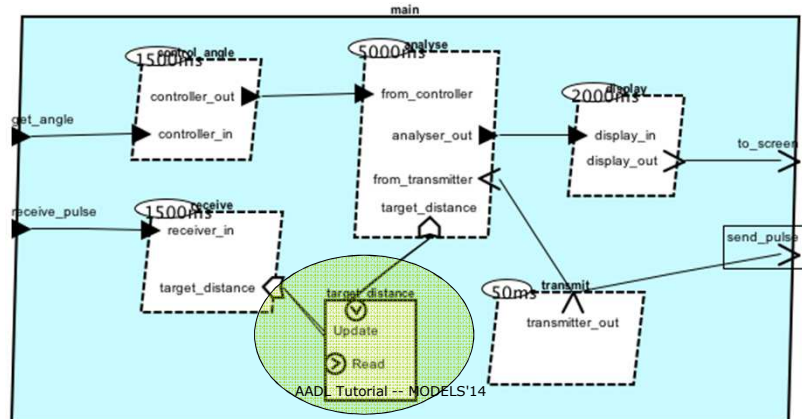 main
control_angle
1500ms
controller_out
controller_in
get_angle
analyse
5000ms
from_controller
analyser_out
from_transmitter
target_distance
display
2000ms
display_in
display_out
to_screen
receive_pulse
receive
1500ms
receiver_in
target_distance
target_distance
Update
Read
send_pulse
transmit
50ms
transmitter_out
AADL Tutorial -- MODELS'14